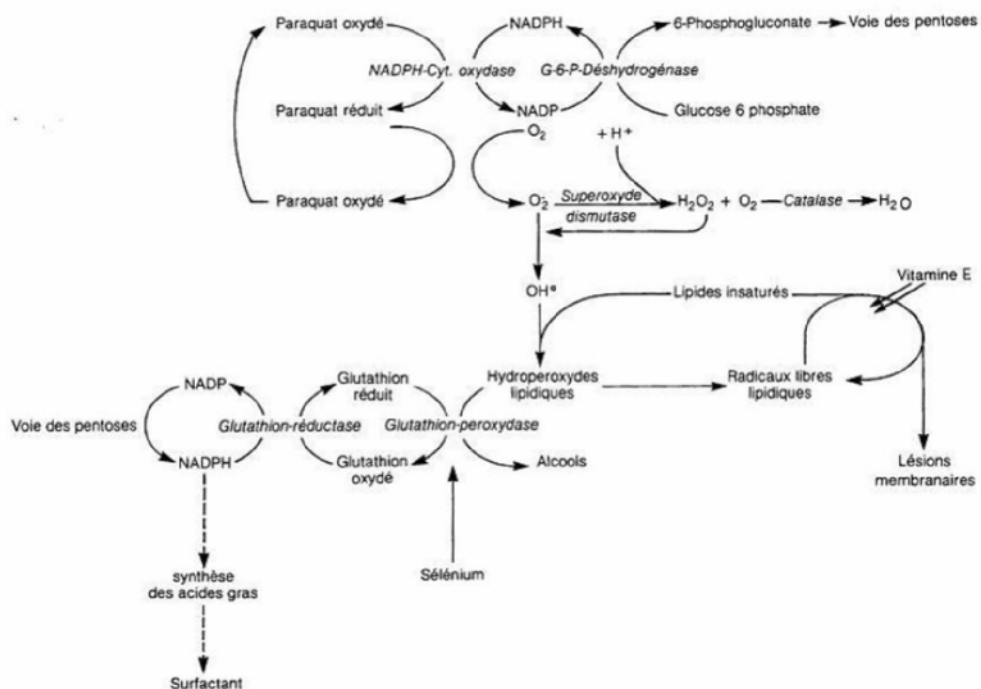 Paraquat oxydé
NADPH
6-Phosphogluconate
Voie des pentoses
NADPH-Cyt. oxydase
G-6-P-Déshydrogénase
Paraquat réduit
NADP
Glucose 6 phosphate
O₂
+ H⁺
Paraquat oxydé
O₂⁻
Superoxyde
dismutase
H₂O₂ + O₂
Catalase
H₂O
OH°
Lipides insaturés
Vitamine E
NADP
Glutathion
réduit
Hydroperoxydes
lipidiques
Radicaux libres
lipidiques
Voie des pentoses
Glutathion-réductase
Glutathion-peroxydase
NADPH
Glutathion
oxydé
Alcools
Lésions
membranaires
Sélénium
synthèse
des acides gras
Surfactant